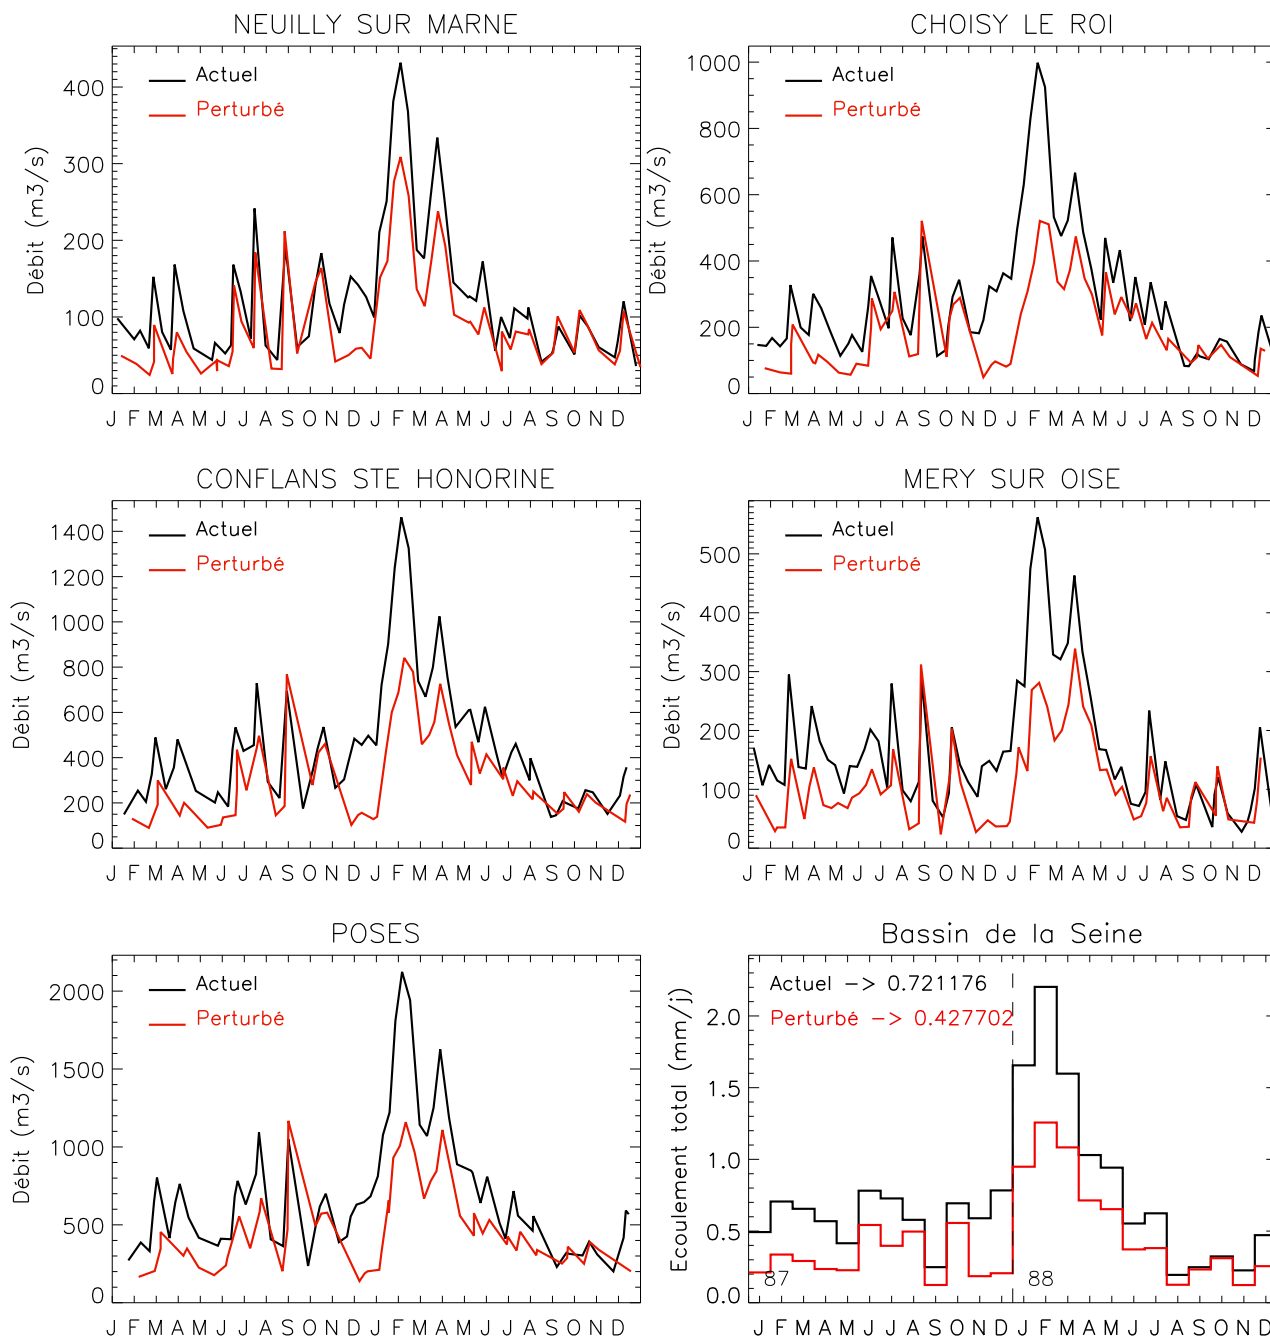 NEUILLY SUR MARNE
Débit (m3/s)
400
300
200
100
0
Actuel
Perturbé
J F M A M J J A S O N D J F M A M J J A S O N D
CHOISY LE ROI
Débit (m3/s)
1000
800
600
400
200
0
Actuel
Perturbé
J F M A M J J A S O N D J F M A M J J A S O N D
CONFLANS STE HONORINE
Débit (m3/s)
1400
1200
1000
800
600
400
200
0
Actuel
Perturbé
J F M A M J J A S O N D J F M A M J J A S O N D
MERY SUR OISE
Débit (m3/s)
500
400
300
200
100
0
Actuel
Perturbé
J F M A M J J A S O N D J F M A M J J A S O N D
POSES
Débit (m3/s)
2000
1500
1000
500
0
Actuel
Perturbé
J F M A M J J A S O N D J F M A M J J A S O N D
Bassin de la Seine
Ecoulement total (mm/j)
2.0
1.5
1.0
0.5
0.0
Actuel -> 0.721176
Perturbé -> 0.427702
87 88
J F M A M J J A S O N D J F M A M J J A S O N D